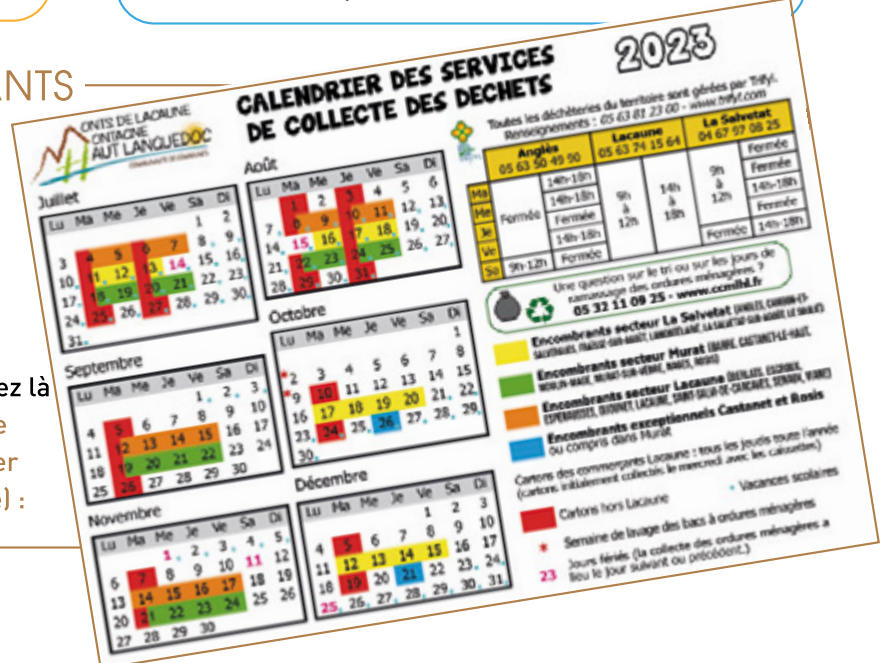 ANTS
ez là
e
er
) :
ONTS DE LACAUNE
ONTAGNE
AUT LANGUEDOC
CALENDRIER DES SERVICES
DE COLLECTE DES DECHETS
2023
Toutes les déchèteries du territoire sont gérées par Trifyl.
Renseignements : 05 63 81 23 00 - www.trifyl.com
Anglès Lacaune La Salvetat
05 63 50 49 90 05 63 74 15 64 04 67 97 08 25
Ma Me Je Ve Sa
Fermée
14h-18h
14h-18h
Fermée
14h-18h
9h-12h Fermée
9h à 12h
14h à 18h
9h à 12h
Fermée
Fermée
Fermée
14h-18h
Fermée
14h-18h
Juillet
Lu Ma Me Je Ve Sa Di
1 2
3 4 5 6 7 8 9
10 11 12 13 14 15 16
17 18 19 20 21 22 23
24 25 26 27 28 29 30
31
Août
Lu Ma Me Je Ve Sa Di
1 2 3 4 5 6
7 8 9 10 11 12 13
14 15 16 17 18 19 20
21 22 23 24 25 26 27
28 29 30 31
Septembre
Lu Ma Me Je Ve Sa Di
1 2 3
4 5 6 7 8 9 10
11 12 13 14 15 16 17
18 19 20 21 22 23 24
25 26 27 28 29 30
Octobre
Lu Ma Me Je Ve Sa Di
1
* 2 3 4 5 6 7 8
* 9 10 11 12 13 14 15
16 17 18 19 20 21 22
23 24 25 26 27 28 29
30
Novembre
Lu Ma Me Je Ve Sa Di
1 2 3 4 5
6 7 8 9 10 11 12
13 14 15 16 17 18 19
20 21 22 23 24 25 26
27 28 29 30
Décembre
Lu Ma Me Je Ve Sa Di
1 2 3
4 5 6 7 8 9 10
11 12 13 14 15 16 17
18 19 20 21 22 23 24
25 26 27 28 29 30 31
Une question sur le tri ou sur les jours de
ramassage des ordures ménagères ?
05 32 11 09 25 - www.ccmlhl.fr
Encombrants secteur La Salvetat
Encombrants secteur Murat
Encombrants secteur Lacaune
Encombrants exceptionnels Castanet et Rosis
ou compris dans Murat
Cartons des commerçants Lacaune : tous les jeudis toute l'année
(cartons initialement collectés le mercredi avec les caissettes)
Cartons hors Lacaune
Vacances scolaires
* Semaine de lavage des bacs à ordures ménagères
23 Jours fériés (la collecte des ordures ménagères a
lieu le jour suivant ou précédent.)